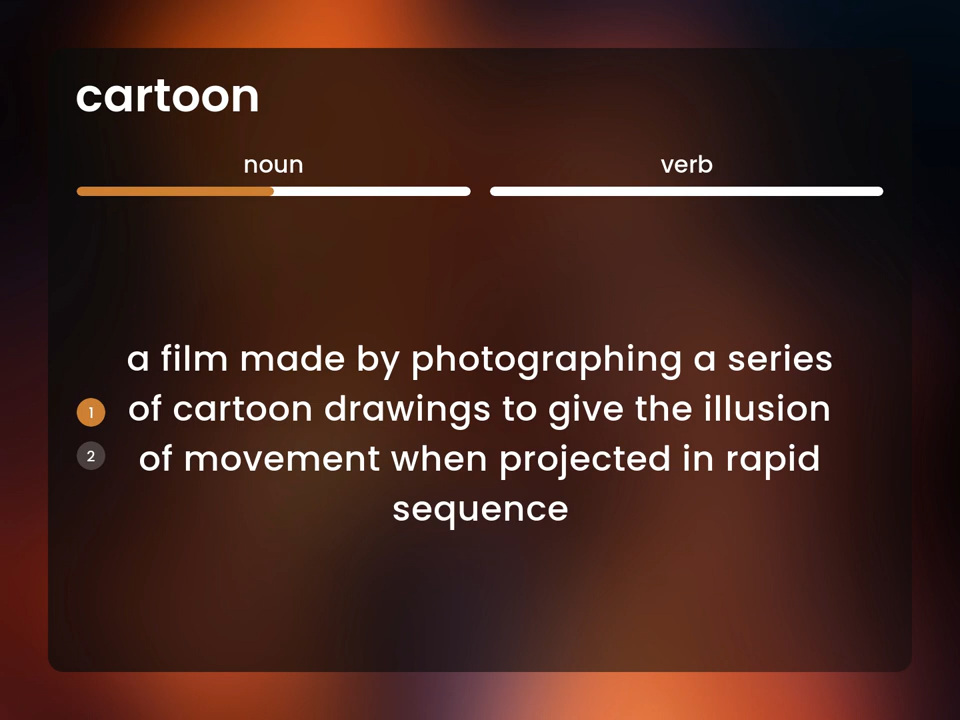 cartoon
noun
verb
a film made by photographing a series
1
of cartoon drawings to give the illusion
2
of movement when projected in rapid
sequence